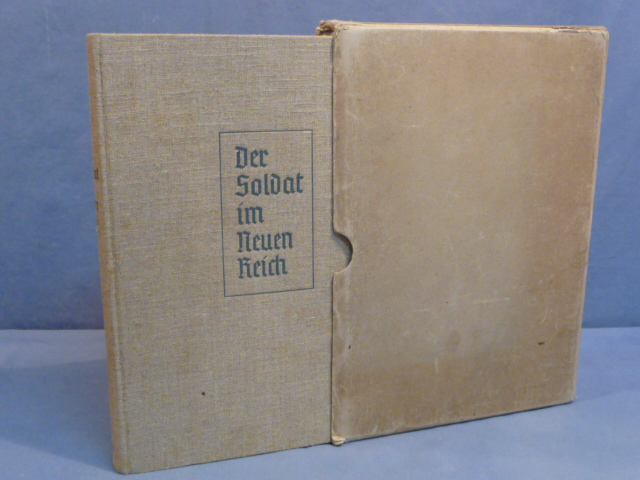 Der
Soldat
im
Neuen
Reich